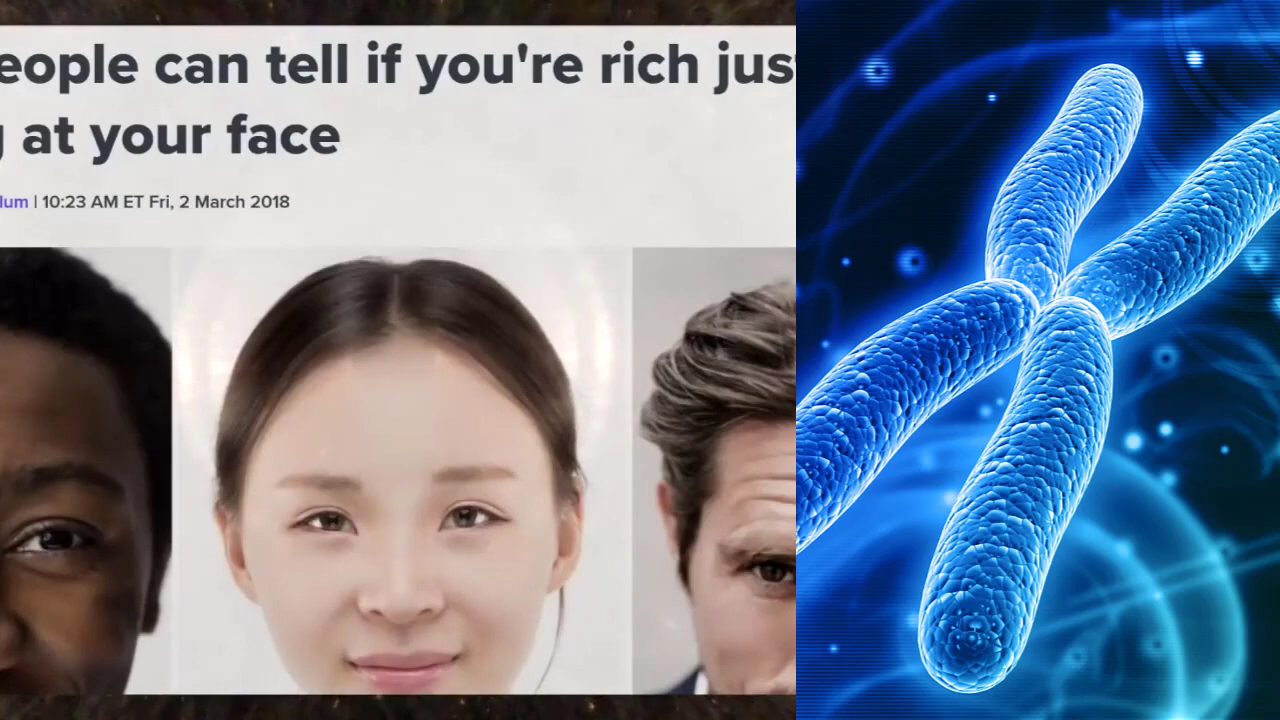 eople can tell if you're rich jus
g at your face
lum | 10:23 AM ET Fri, 2 March 2018